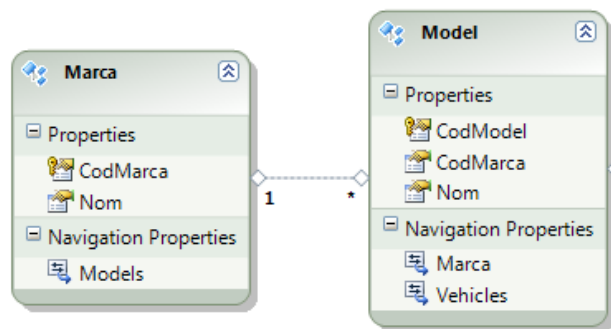 Marca
Properties
CodMarca
Nom
Navigation Properties
Models
1
*
Model
Properties
CodModel
CodMarca
Nom
Navigation Properties
Marca
Vehicles